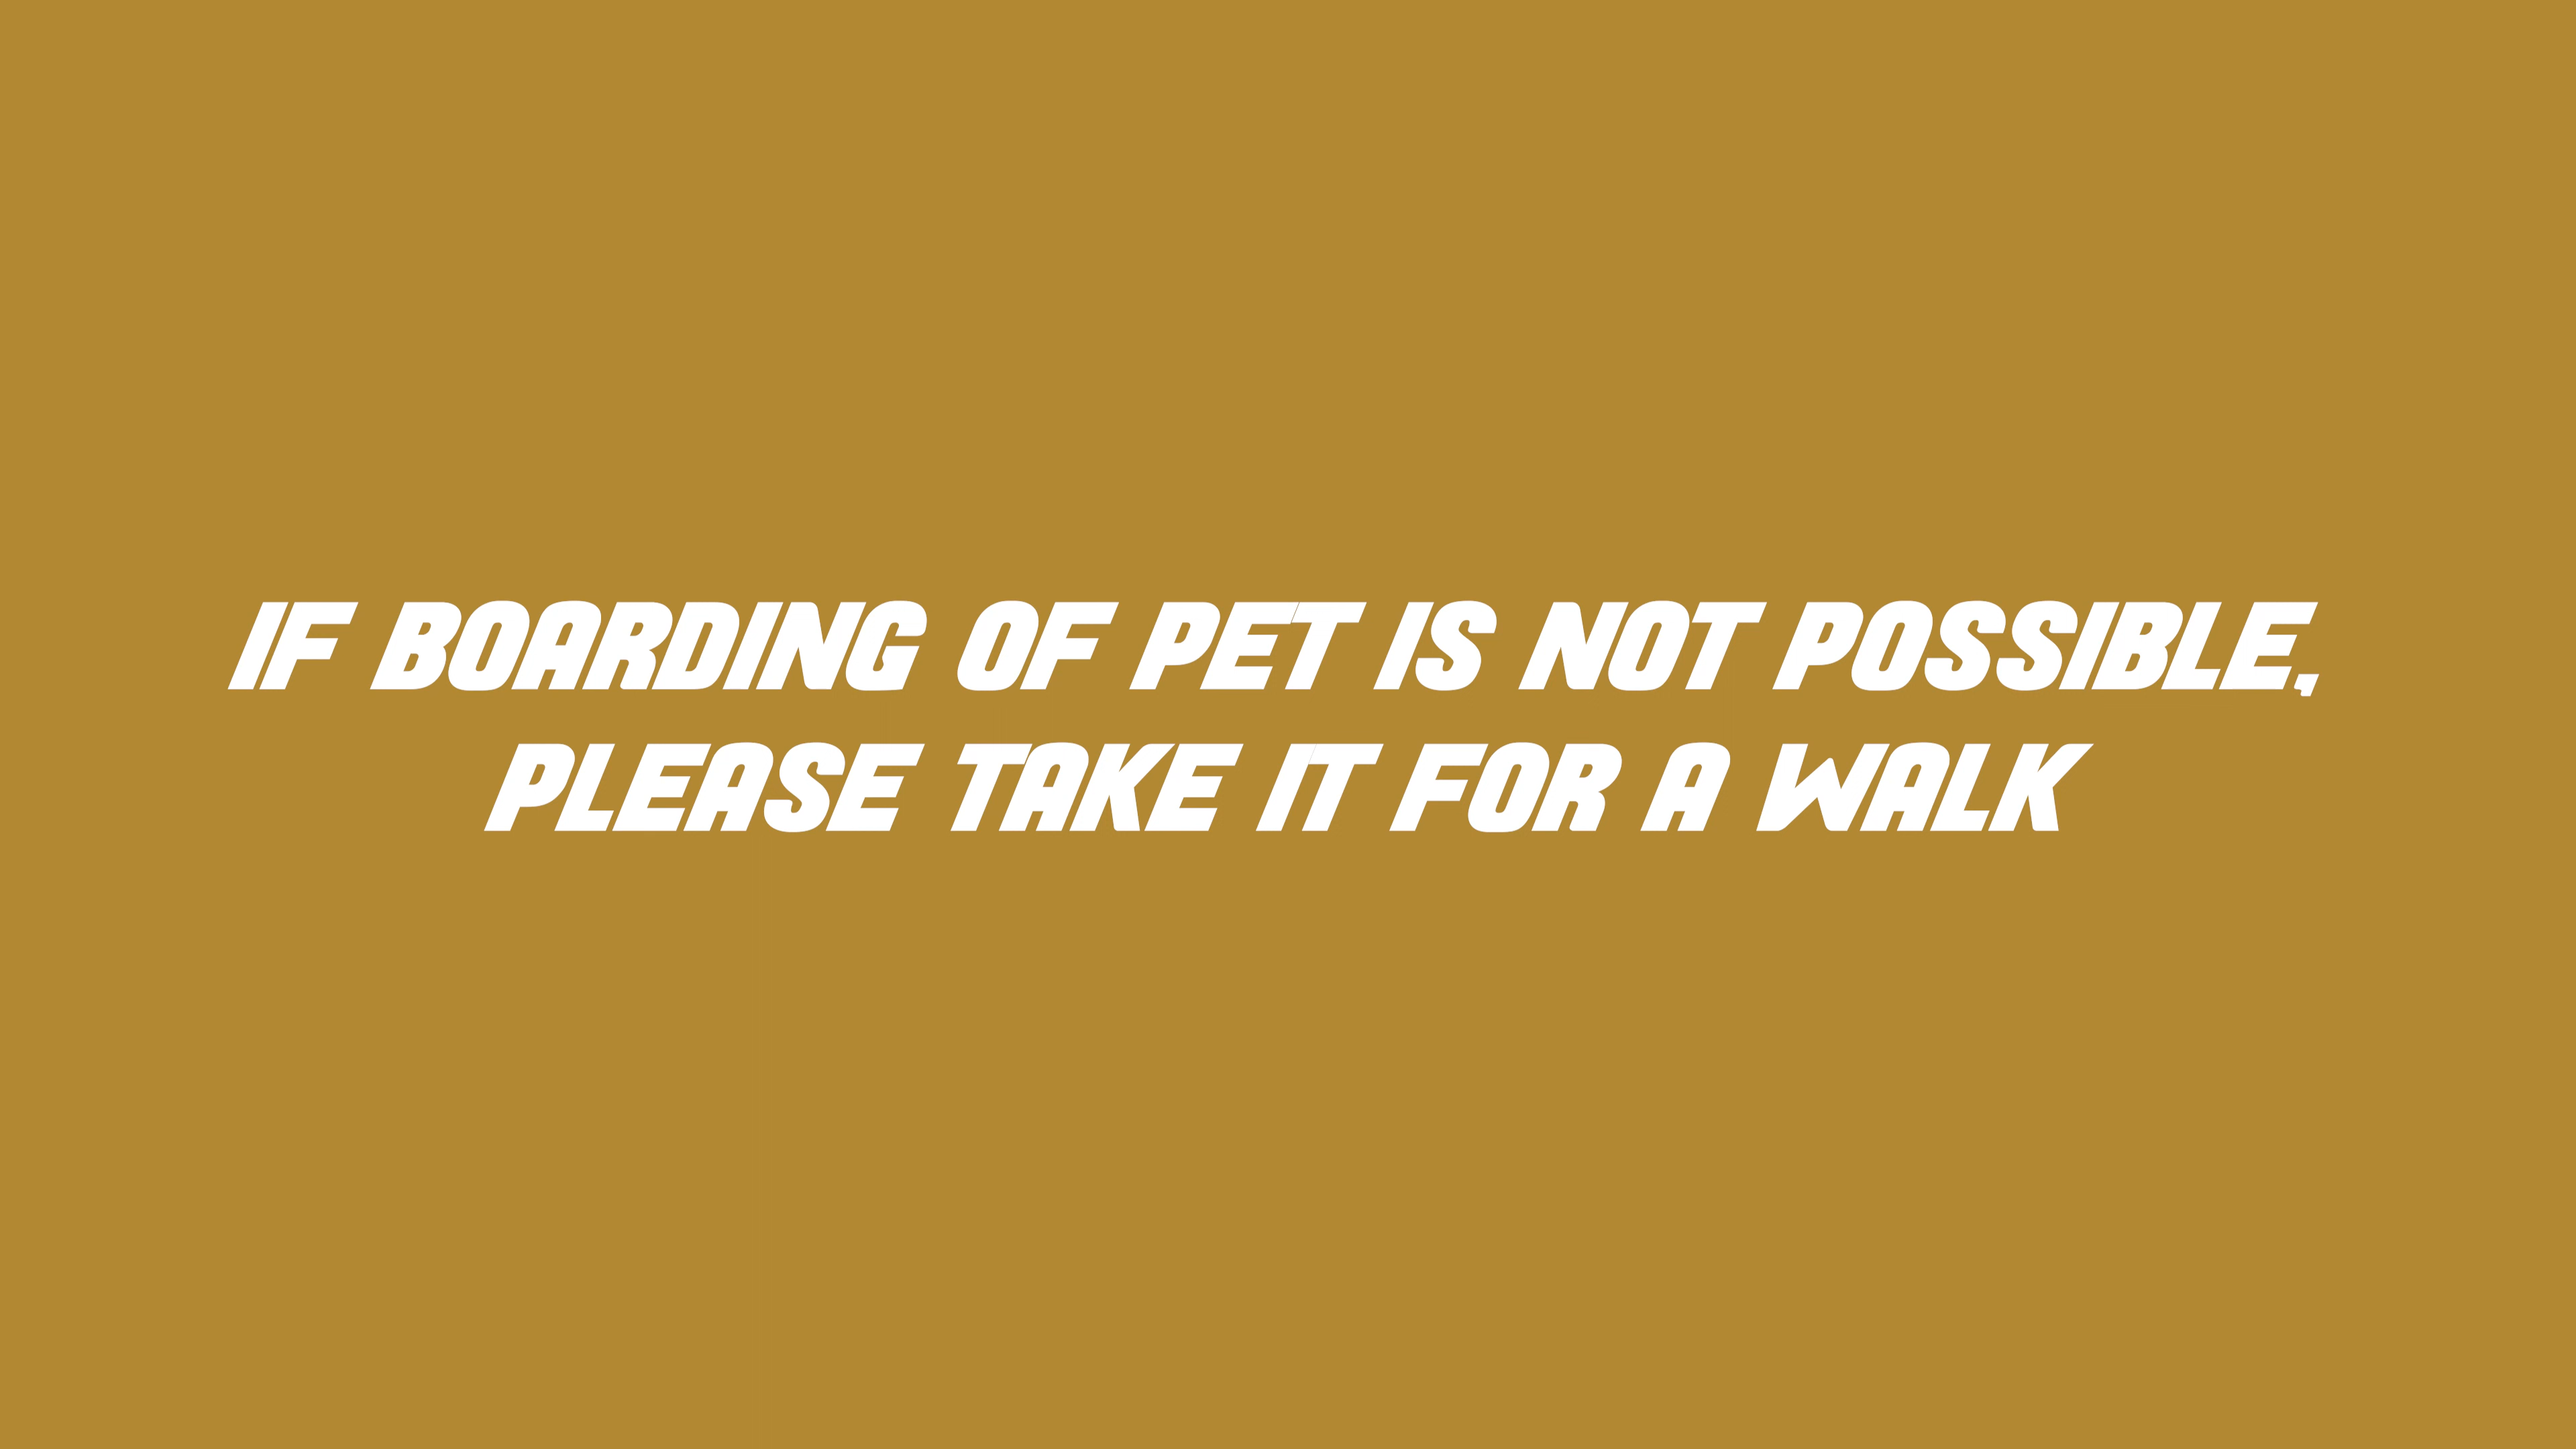 IF BOARDING OF PET IS NOT POSSIBLE,
PLEASE TAKE IT FOR A WALK